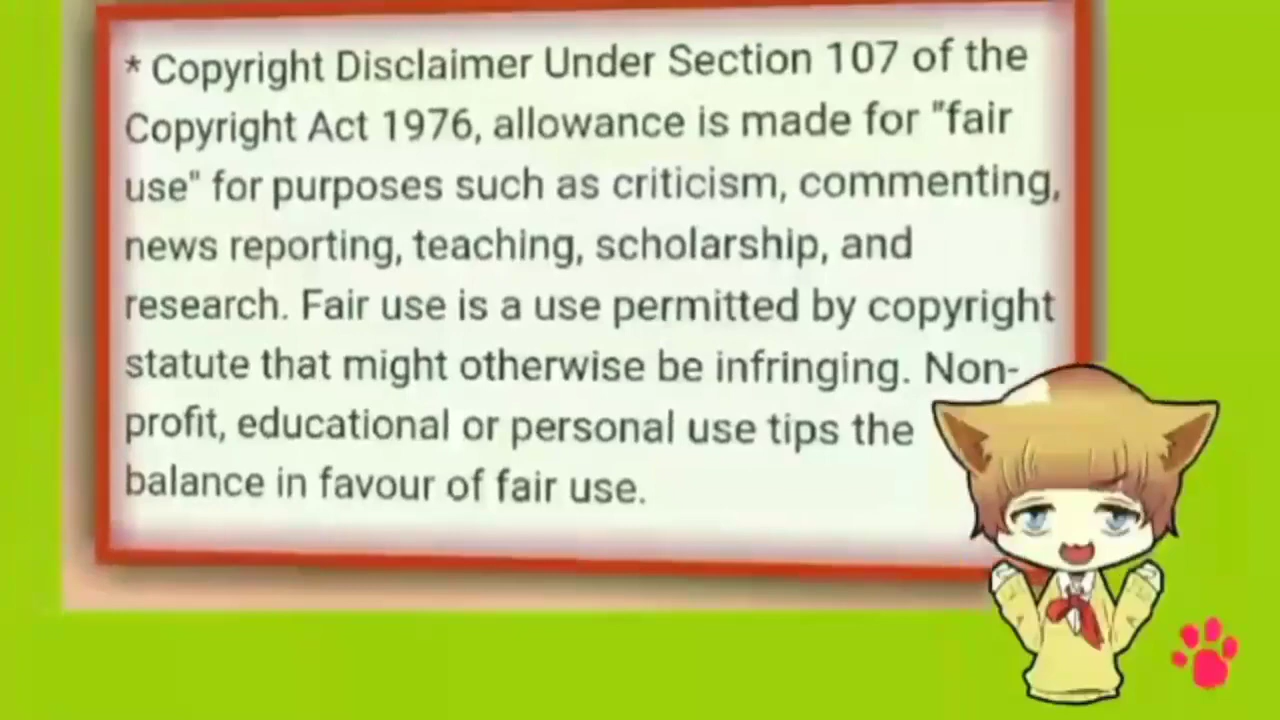 * Copyright Disclaimer Under Section 107 of the
Copyright Act 1976, allowance is made for "fair
use" for purposes such as criticism, commenting,
news reporting, teaching, scholarship, and
research. Fair use is a use permitted by copyright
statute that might otherwise be infringing. Non-
profit, educational or personal use tips the
balance in favour of fair use.